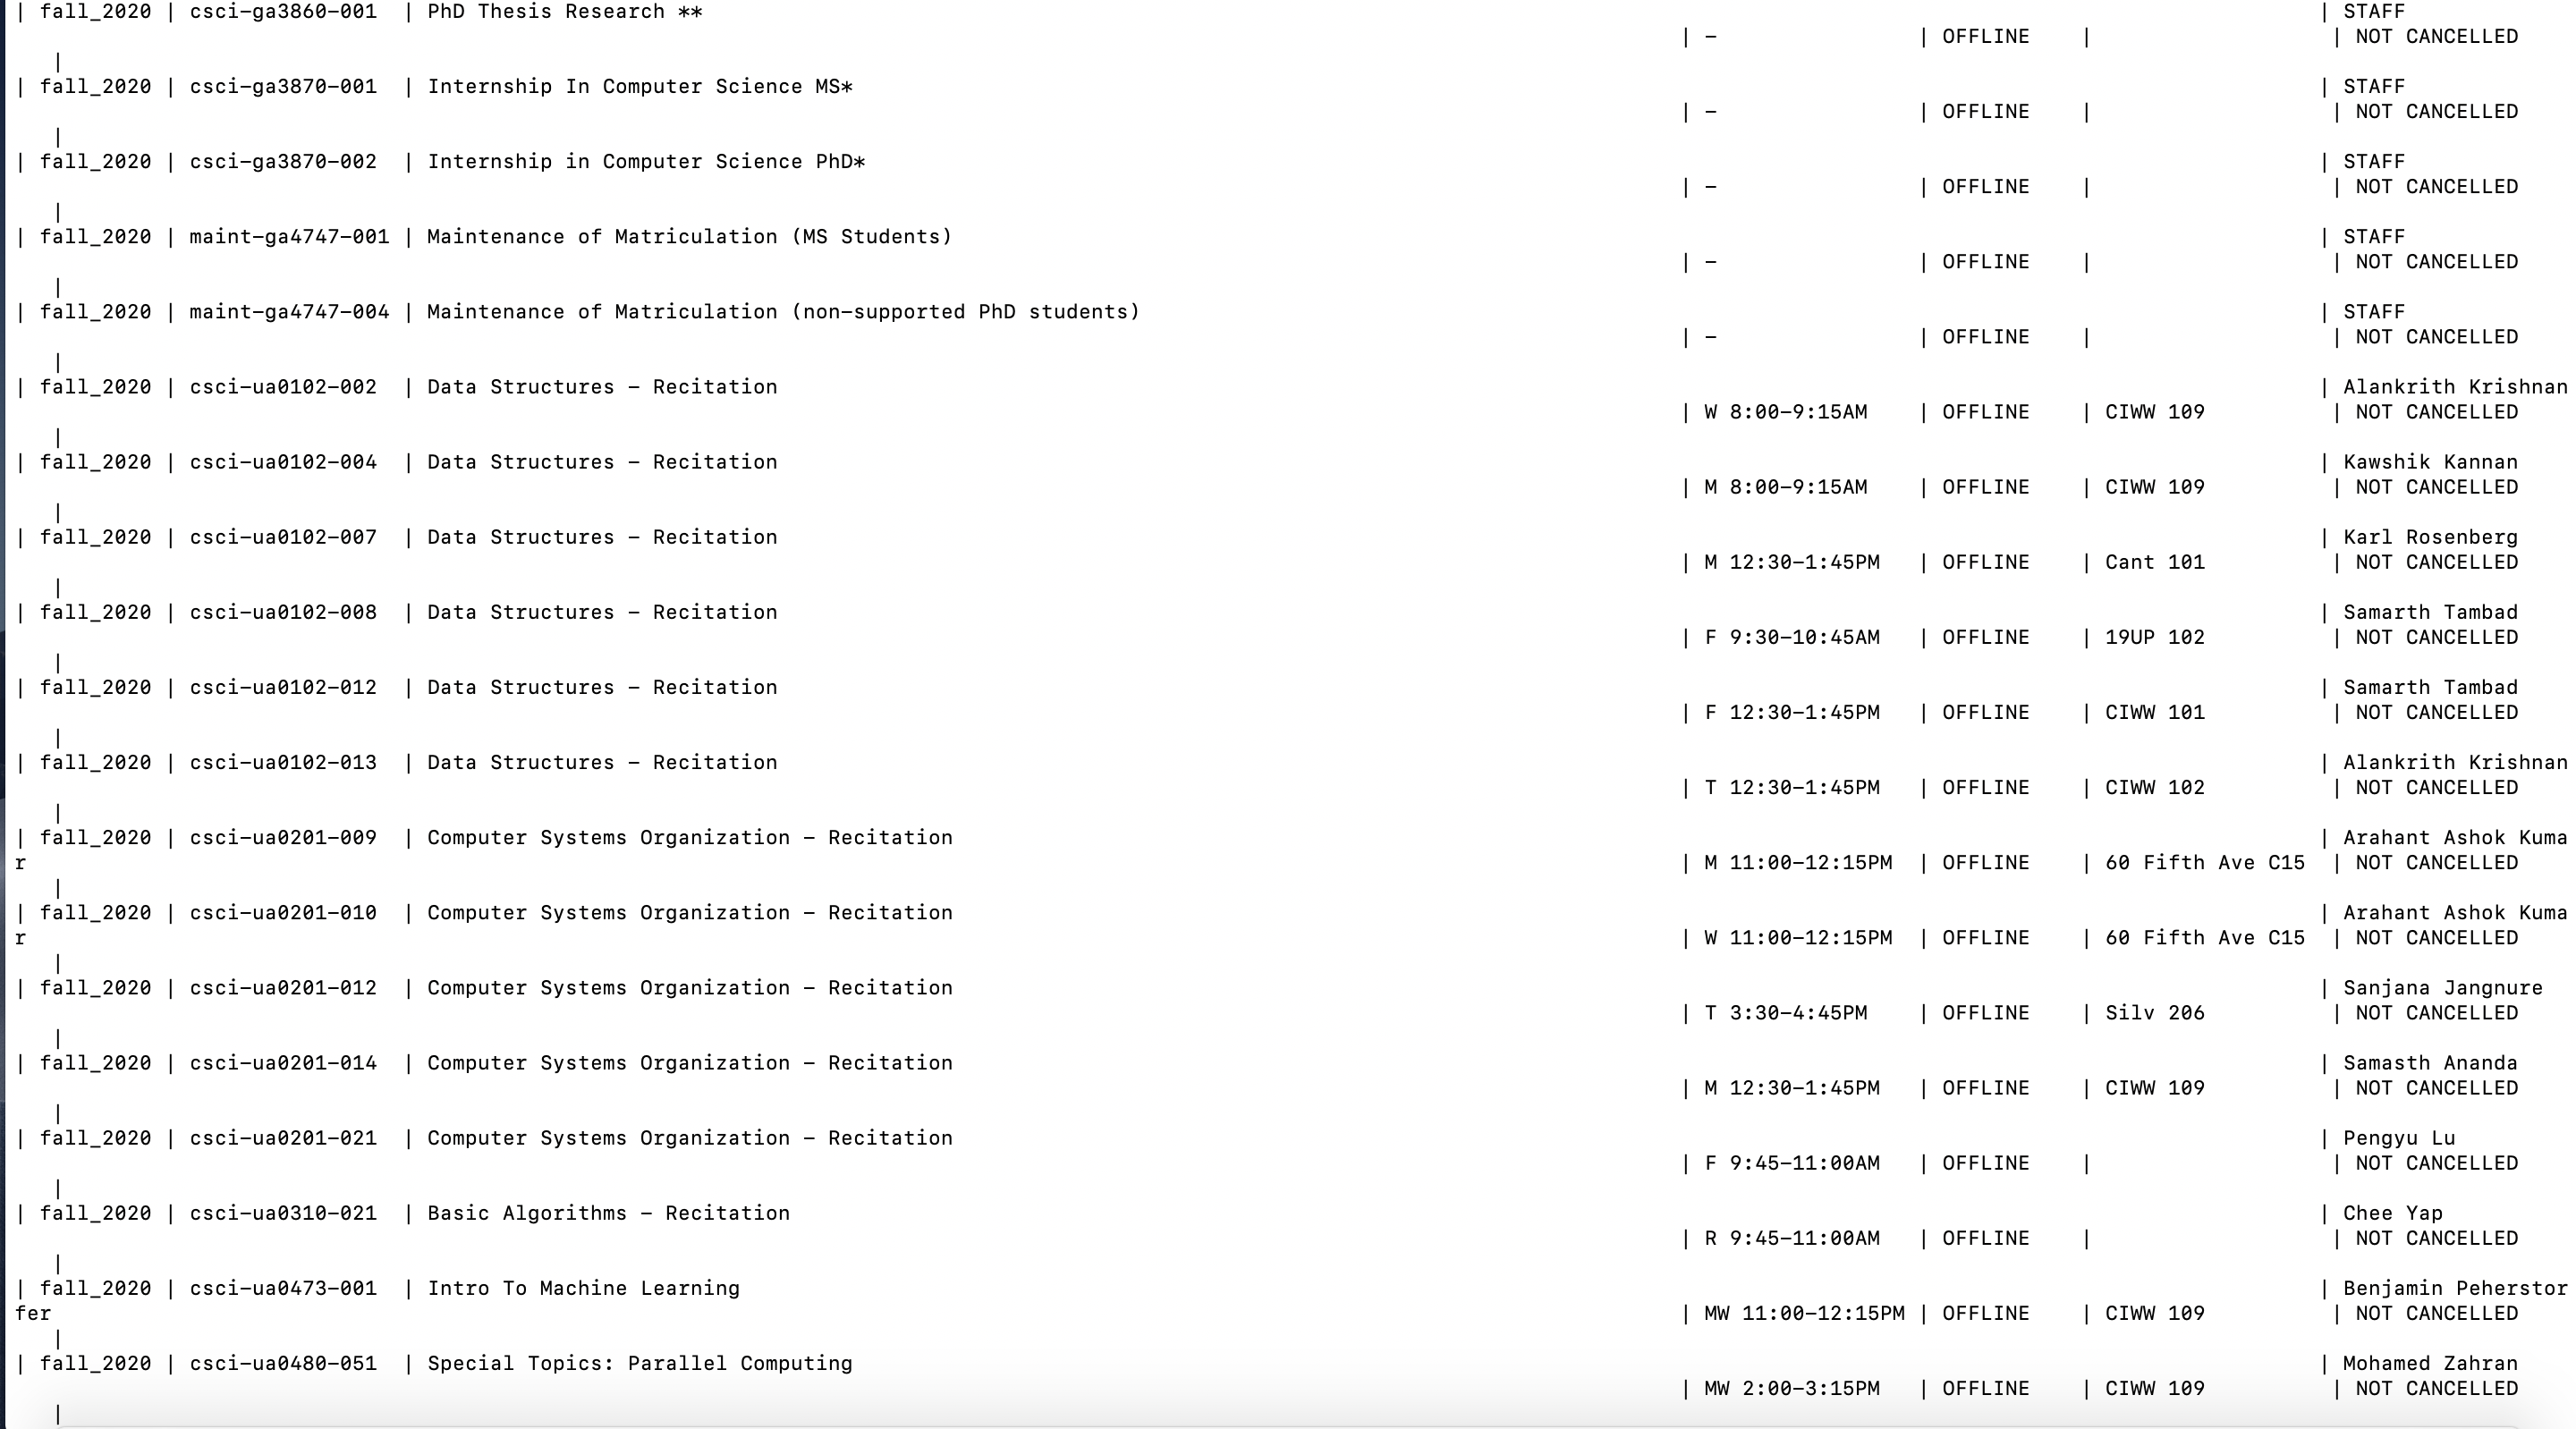 | fall_2020 | csci-ga3860-001 | PhD Thesis Research ** | STAFF
| - | OFFLINE | | NOT CANCELLED
|
| fall_2020 | csci-ga3870-001 | Internship In Computer Science MS* | STAFF
| - | OFFLINE | | NOT CANCELLED
|
| fall_2020 | csci-ga3870-002 | Internship in Computer Science PhD* | STAFF
| - | OFFLINE | | NOT CANCELLED
|
| fall_2020 | maint-ga4747-001 | Maintenance of Matriculation (MS Students) | STAFF
| - | OFFLINE | | NOT CANCELLED
|
| fall_2020 | maint-ga4747-004 | Maintenance of Matriculation (non-supported PhD students) | STAFF
| - | OFFLINE | | NOT CANCELLED
|
| fall_2020 | csci-ua0102-002 | Data Structures - Recitation | Alankrith Krishnan
| W 8:00-9:15AM | OFFLINE | CIWW 109 | NOT CANCELLED
|
| fall_2020 | csci-ua0102-004 | Data Structures - Recitation | Kawshik Kannan
| M 8:00-9:15AM | OFFLINE | CIWW 109 | NOT CANCELLED
|
| fall_2020 | csci-ua0102-007 | Data Structures - Recitation | Karl Rosenberg
| M 12:30-1:45PM | OFFLINE | Cant 101 | NOT CANCELLED
|
| fall_2020 | csci-ua0102-008 | Data Structures - Recitation | Samarth Tambad
| F 9:30-10:45AM | OFFLINE | 19UP 102 | NOT CANCELLED
|
| fall_2020 | csci-ua0102-012 | Data Structures - Recitation | Samarth Tambad
| F 12:30-1:45PM | OFFLINE | CIWW 101 | NOT CANCELLED
|
| fall_2020 | csci-ua0102-013 | Data Structures - Recitation | Alankrith Krishnan
| T 12:30-1:45PM | OFFLINE | CIWW 102 | NOT CANCELLED
|
| fall_2020 | csci-ua0201-009 | Computer Systems Organization - Recitation | Arahant Ashok Kuma
r | M 11:00-12:15PM | OFFLINE | 60 Fifth Ave C15 | NOT CANCELLED
|
| fall_2020 | csci-ua0201-010 | Computer Systems Organization - Recitation | Arahant Ashok Kuma
r | W 11:00-12:15PM | OFFLINE | 60 Fifth Ave C15 | NOT CANCELLED
|
| fall_2020 | csci-ua0201-012 | Computer Systems Organization - Recitation | Sanjana Jangnure
| T 3:30-4:45PM | OFFLINE | Silv 206 | NOT CANCELLED
|
| fall_2020 | csci-ua0201-014 | Computer Systems Organization - Recitation | Samasth Ananda
| M 12:30-1:45PM | OFFLINE | CIWW 109 | NOT CANCELLED
|
| fall_2020 | csci-ua0201-021 | Computer Systems Organization - Recitation | Pengyu Lu
| F 9:45-11:00AM | OFFLINE | | NOT CANCELLED
|
| fall_2020 | csci-ua0310-021 | Basic Algorithms - Recitation | Chee Yap
| R 9:45-11:00AM | OFFLINE | | NOT CANCELLED
|
| fall_2020 | csci-ua0473-001 | Intro To Machine Learning | Benjamin Peherstor
fer | MW 11:00-12:15PM | OFFLINE | CIWW 109 | NOT CANCELLED
|
| fall_2020 | csci-ua0480-051 | Special Topics: Parallel Computing | Mohamed Zahran
| MW 2:00-3:15PM | OFFLINE | CIWW 109 | NOT CANCELLED
|